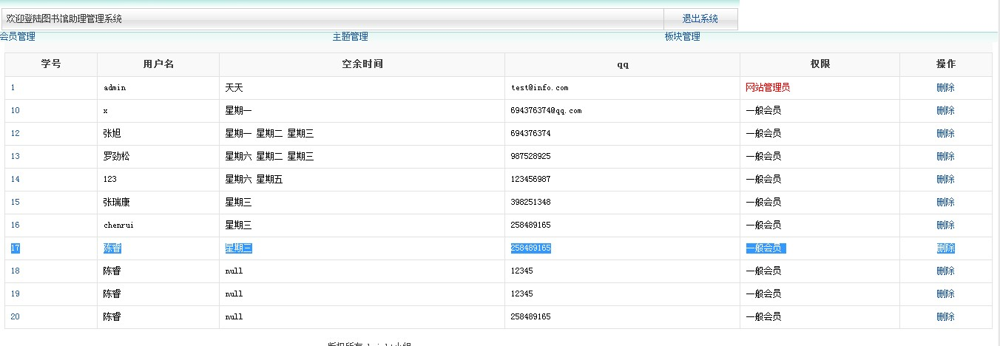 欢迎登陆图书馆助理管理系统 退出系统
会员管理 主题管理 板块管理
学号 用户名 空余时间 qq 权限 操作
1 admin 天天 test@info.com 网站管理员 删除
10 x 星期一 694376374@qq.com 一般会员 删除
12 张旭 星期一 星期二 星期三 694376374 一般会员 删除
13 罗劲松 星期六 星期二 星期三 987528925 一般会员 删除
14 123 星期六 星期五 123456987 一般会员 删除
15 张瑞康 星期三 398251348 一般会员 删除
16 chenrui 星期三 258489165 一般会员 删除
17 陈睿 星期三 258489165 一般会员 删除
18 陈睿 null 12345 一般会员 删除
19 陈睿 null 12345 一般会员 删除
20 陈睿 null 258489165 一般会员 删除
版权所有